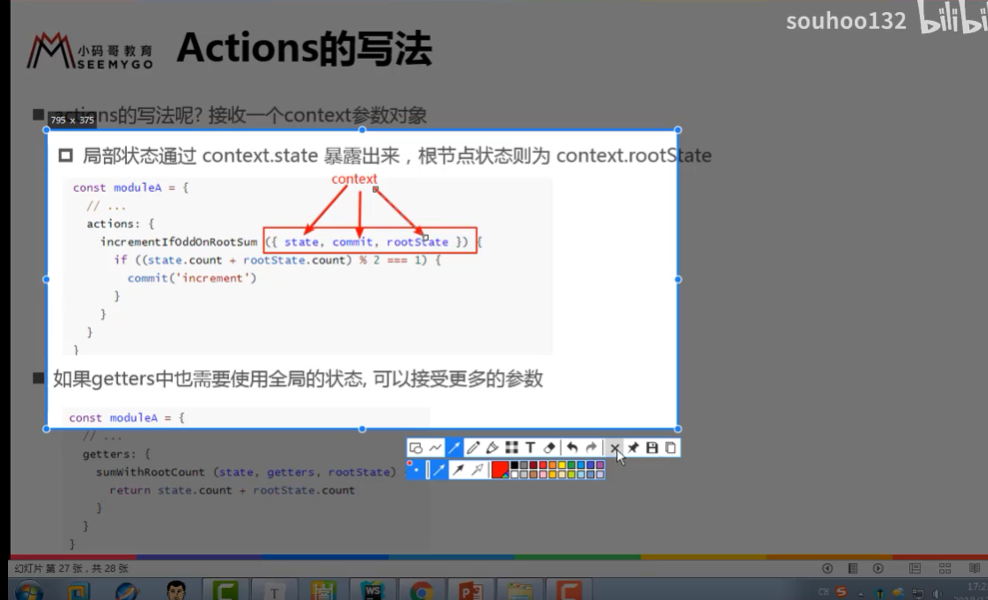 souhoo132 bilibili
小码哥教育
SEEMYGO
Actions的写法
actions的写法呢? 接收一个context参数对象
795 x 375
局部状态通过 context.state 暴露出来，根节点状态则为 context.rootState
context
const moduleA = {
// ...
actions: {
incrementIfOddOnRootSum ({ state, commit, rootState }) {
if ((state.count + rootState.count) % 2 === 1) {
commit('increment')
}
}
}
}
如果getters中也需要使用全局的状态, 可以接受更多的参数
const moduleA = {
// ...
getters: {
sumWithRootCount (state, getters, rootState)
return state.count + rootState.count
}
}
}
幻灯片 第 27 张，共 28 张
T
WS
CH